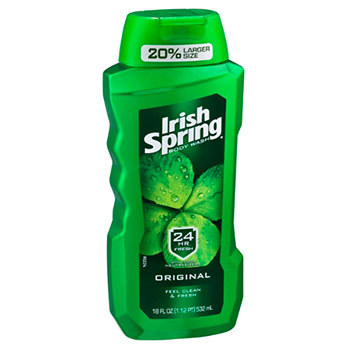 20% LARGER
SIZE
Irish
Spring
BODY WASH
24
HR
FRESH
ORIGINAL
FEEL CLEAN
& FRESH
18 FL OZ (1.12 PT) 532 mL